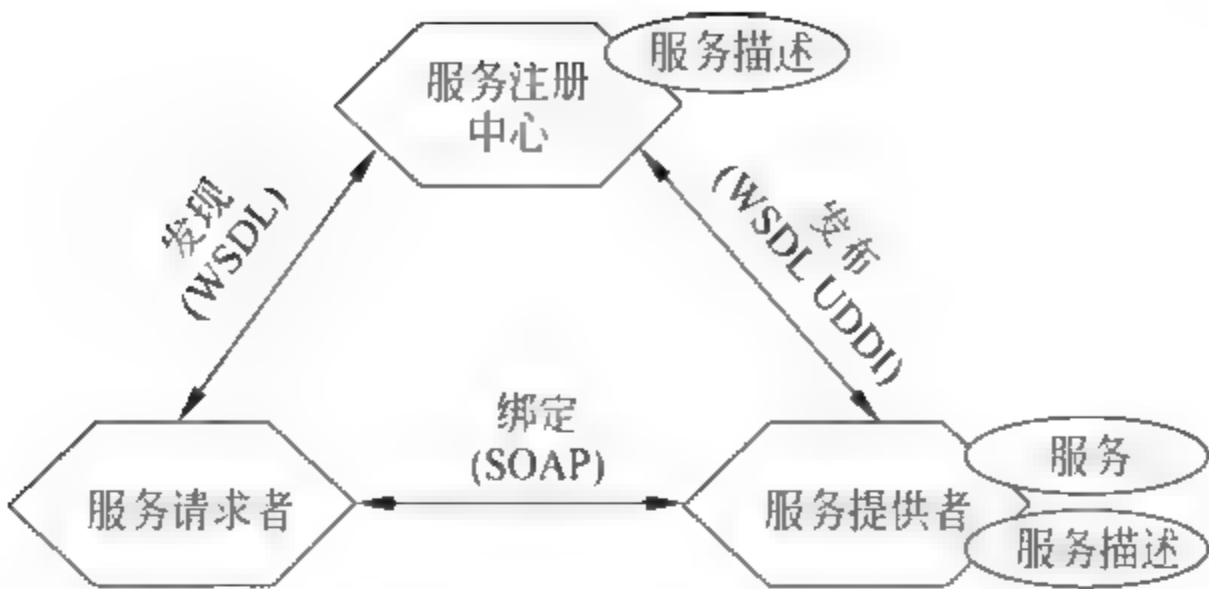 服务描述
服务注册
中心
发现
(WSDL)
发布
(WSDL UDDI)
绑定
(SOAP)
服务请求者
服务提供者
服务
服务描述